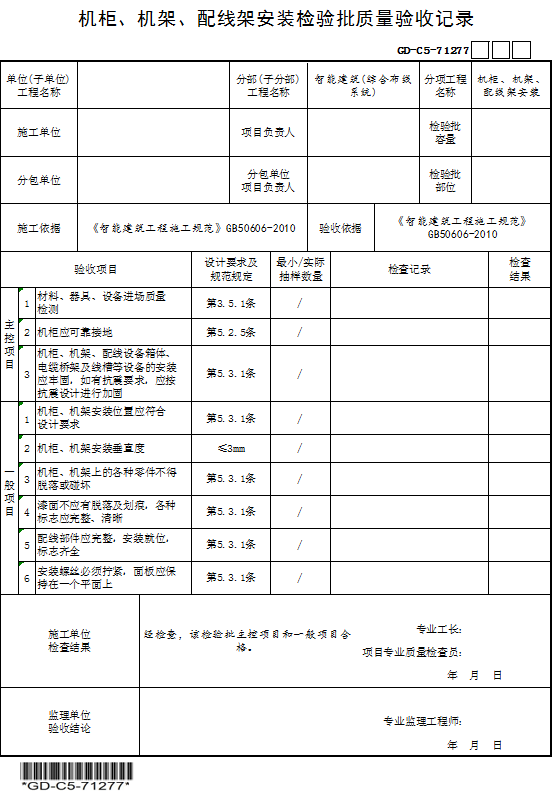 机柜、机架、配线架安装检验批质量验收记录
GD-C5-71277
单位(子单位)
工程名称
分部(子分部)
工程名称
智能建筑(综合布线
系统)
分项工程
名称
机柜、机架、
配线架安装
施工单位
项目负责人
检验批
容量
分包单位
分包单位
项目负责人
检验批
部位
施工依据
《智能建筑工程施工规范》GB50606-2010
验收依据
《智能建筑工程施工规范》
GB50606-2010
验收项目
设计要求及
规范规定
最小/实际
抽样数量
检查记录
检查
结果
主控项目
1
材料、器具、设备进场质量
检测
第3.5.1条
/
2
机柜应可靠接地
第5.2.5条
/
3
机柜、机架、配线设备箱体、
电缆桥架及线槽等设备的安装
应牢固，如有抗震要求，应按
抗震设计进行加固
第5.3.1条
/
一般项目
1
机柜、机架安装位置应符合
设计要求
第5.3.1条
/
2
机柜、机架安装垂直度
≤3mm
/
3
机柜、机架上的各种零件不得
脱落或碰坏
第5.3.1条
/
4
漆面不应有脱落及划痕，各种
标志应完整、清晰
第5.3.1条
/
5
配线部件应完整，安装就位，
标志齐全
第5.3.1条
/
6
安装螺丝必须拧紧，面板应保
持在一个平面上
第5.3.1条
/
施工单位
检查结果
经检查，该检验批主控项目和一般项目合
格。
专业工长：
项目专业质量检查员：
年 月 日
监理单位
验收结论
专业监理工程师：
年 月 日
*GD-C5-71277*